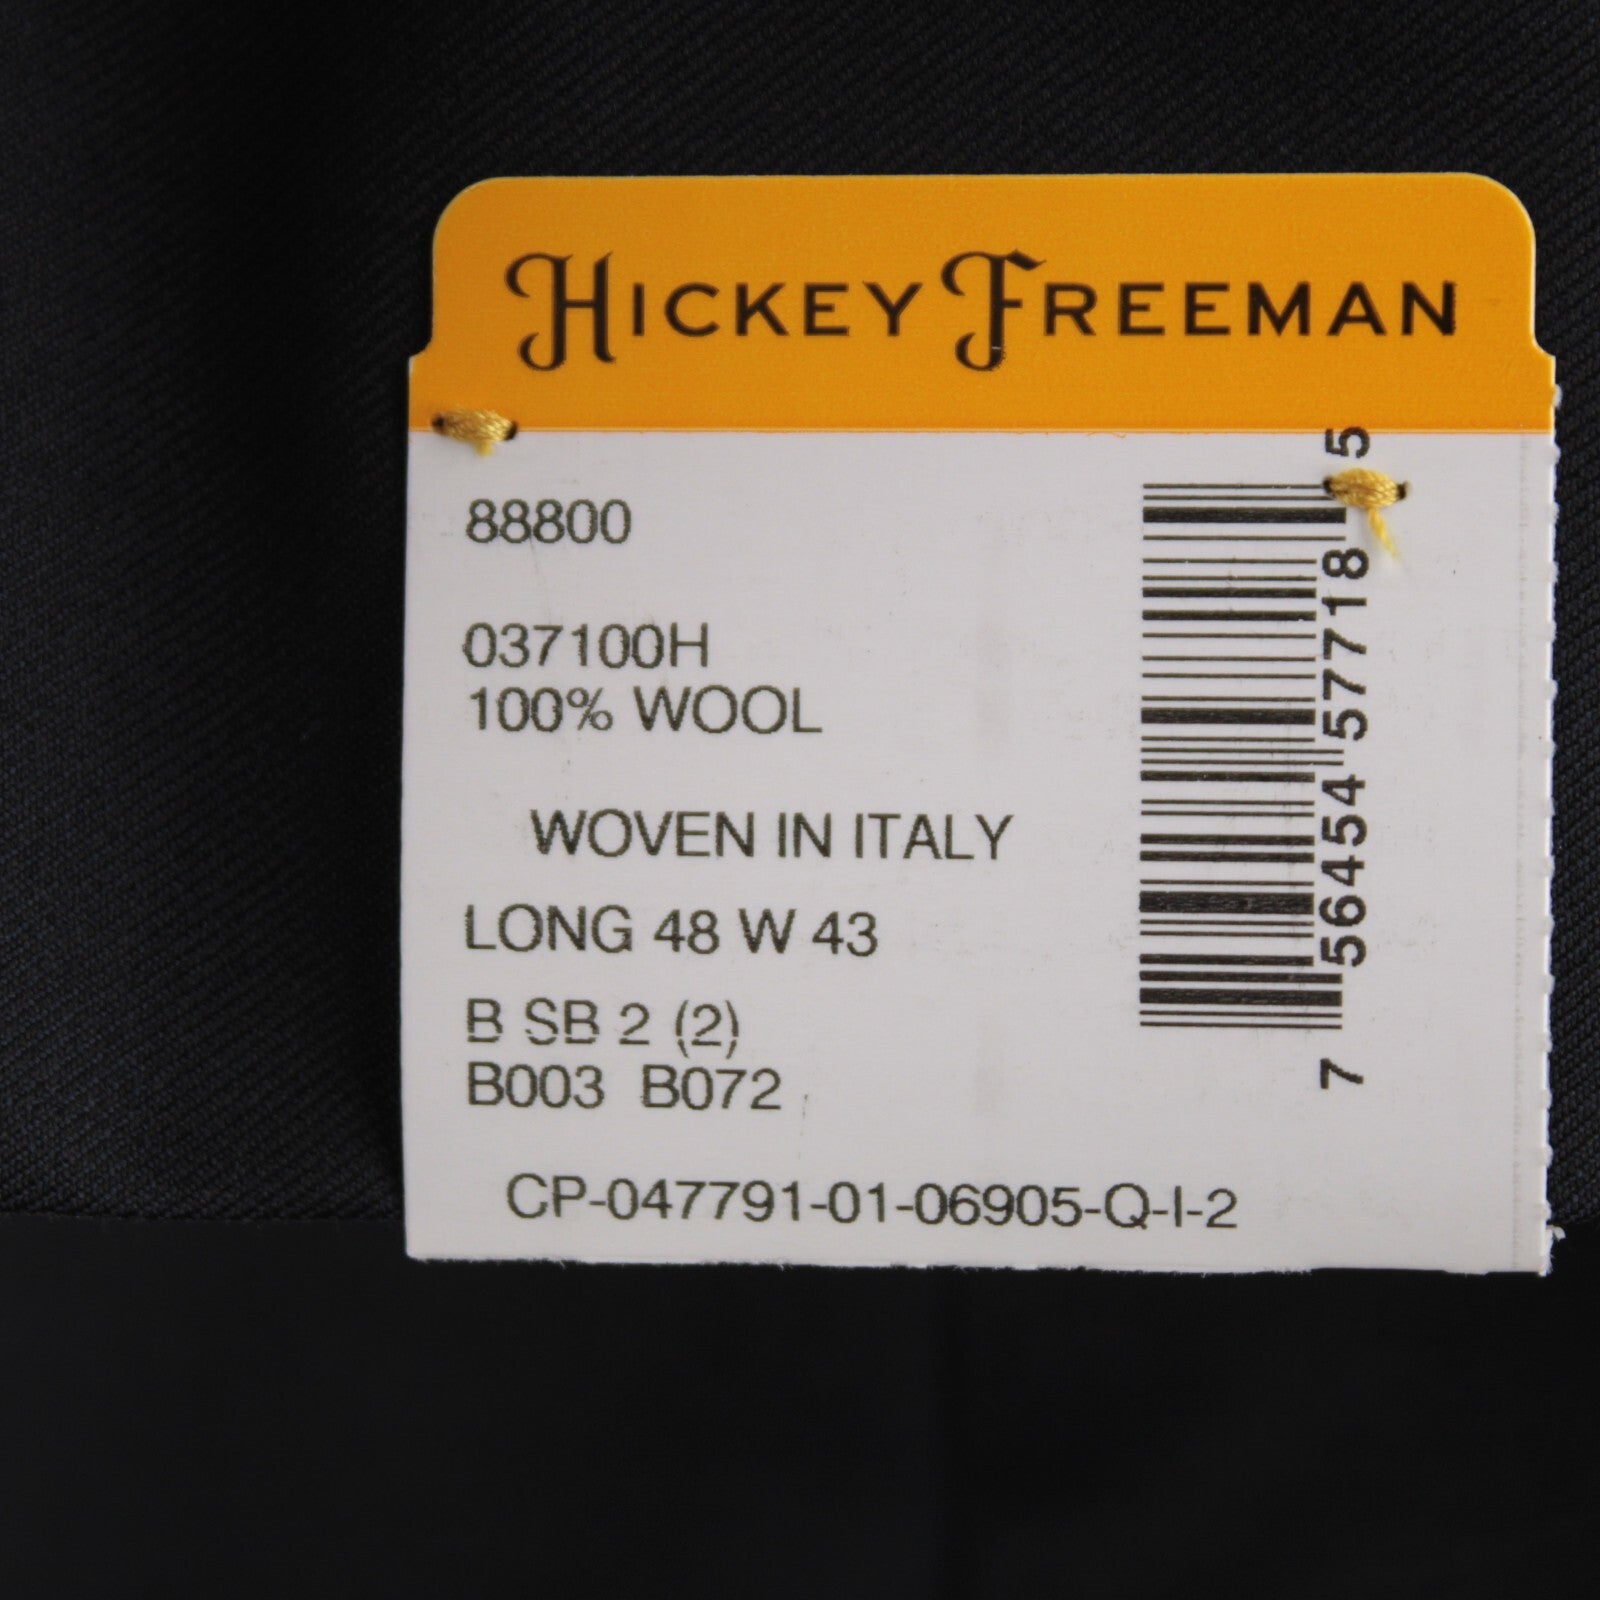 HICKEY FREEMAN
88800
037100H
100% WOOL
WOVEN IN ITALY
LONG 48 W 43
B SB 2 (2)
B003 B072
CP-047791-01-06905-Q-I-2
7 56454 57718 5